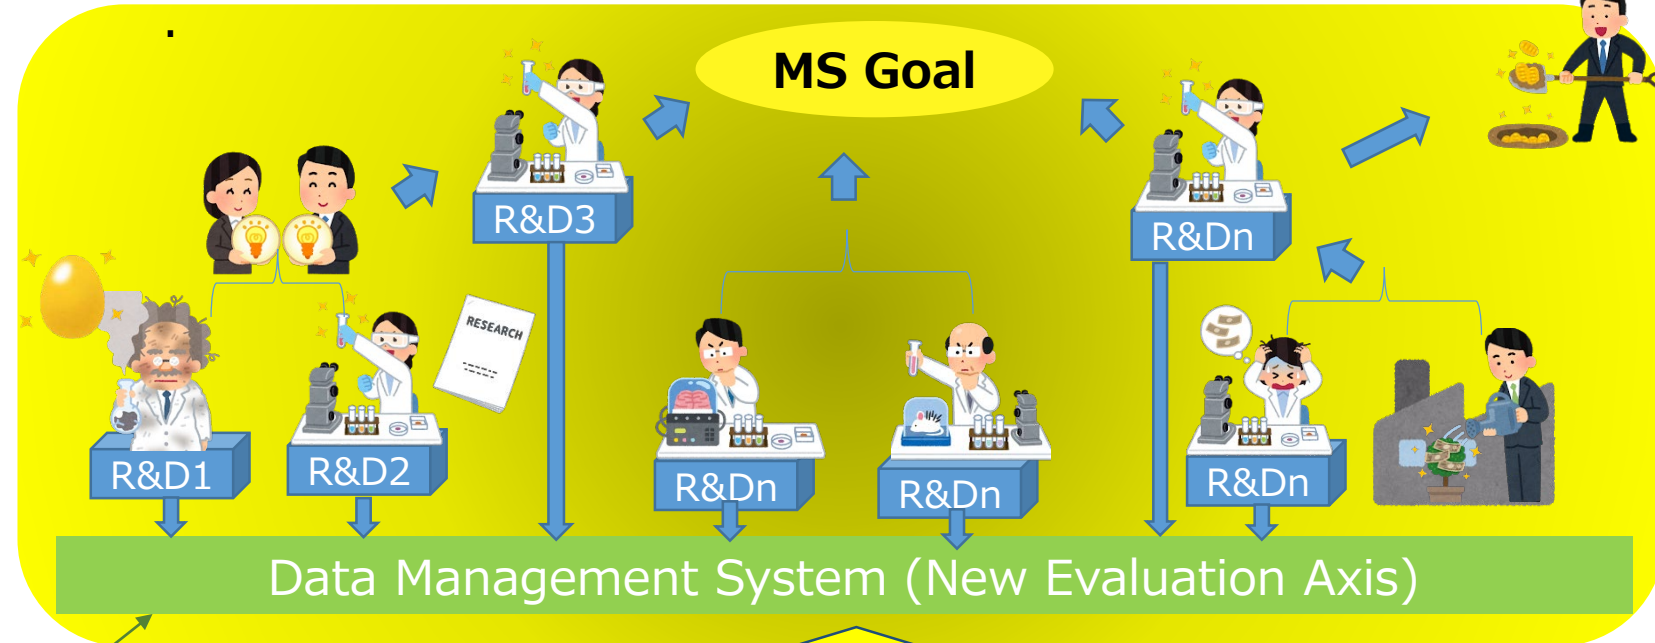 .
MS Goal
R&D3
R&Dn
RESEARCH
R&D1
R&D2
R&Dn
R&Dn
R&Dn
Data Management System (New Evaluation Axis)